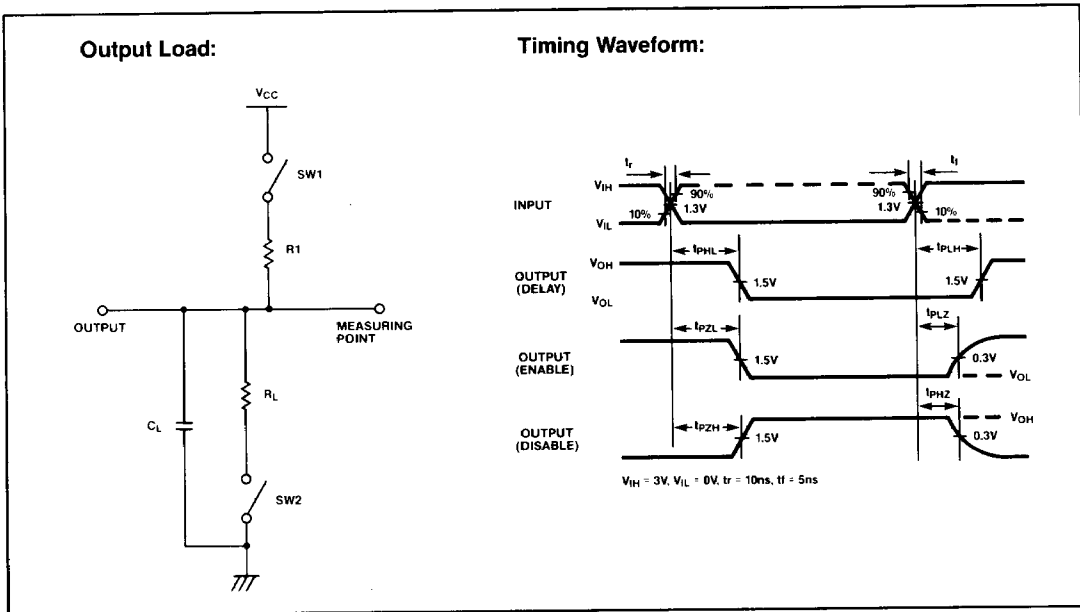 Output Load:
Timing Waveform:
VCC
SW1
R1
OUTPUT
MEASURING
POINT
RL
CL
SW2
tr
tf
INPUT
VIH
VIL
90%
1.3V
10%
90%
1.3V
10%
OUTPUT
(DELAY)
VOH
VOL
tPHL
1.5V
tPLH
1.5V
OUTPUT
(ENABLE)
tPZL
1.5V
tPLZ
0.3V
VOL
OUTPUT
(DISABLE)
tPZH
1.5V
tPHZ
VOH
0.3V
VIH = 3V, VIL = 0V, tr = 10ns, tf = 5ns